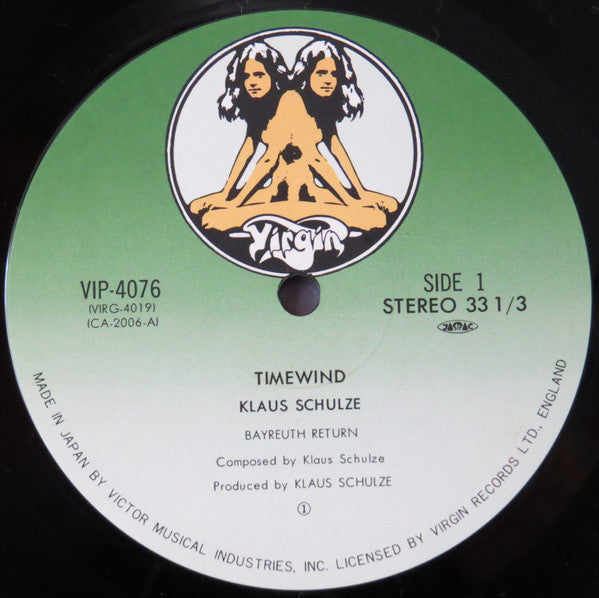 Virgin
VIP-4076
(VIRG-4019)
(CA-2006-A)
SIDE 1
STEREO 33 1/3
JASRAC
TIMEWIND
KLAUS SCHULZE
BAYREUTH RETURN
Composed by Klaus Schulze
Produced by KLAUS SCHULZE
①
MADE IN JAPAN BY VICTOR MUSICAL INDUSTRIES, INC. LICENSED BY VIRGIN RECORDS LTD., ENGLAND